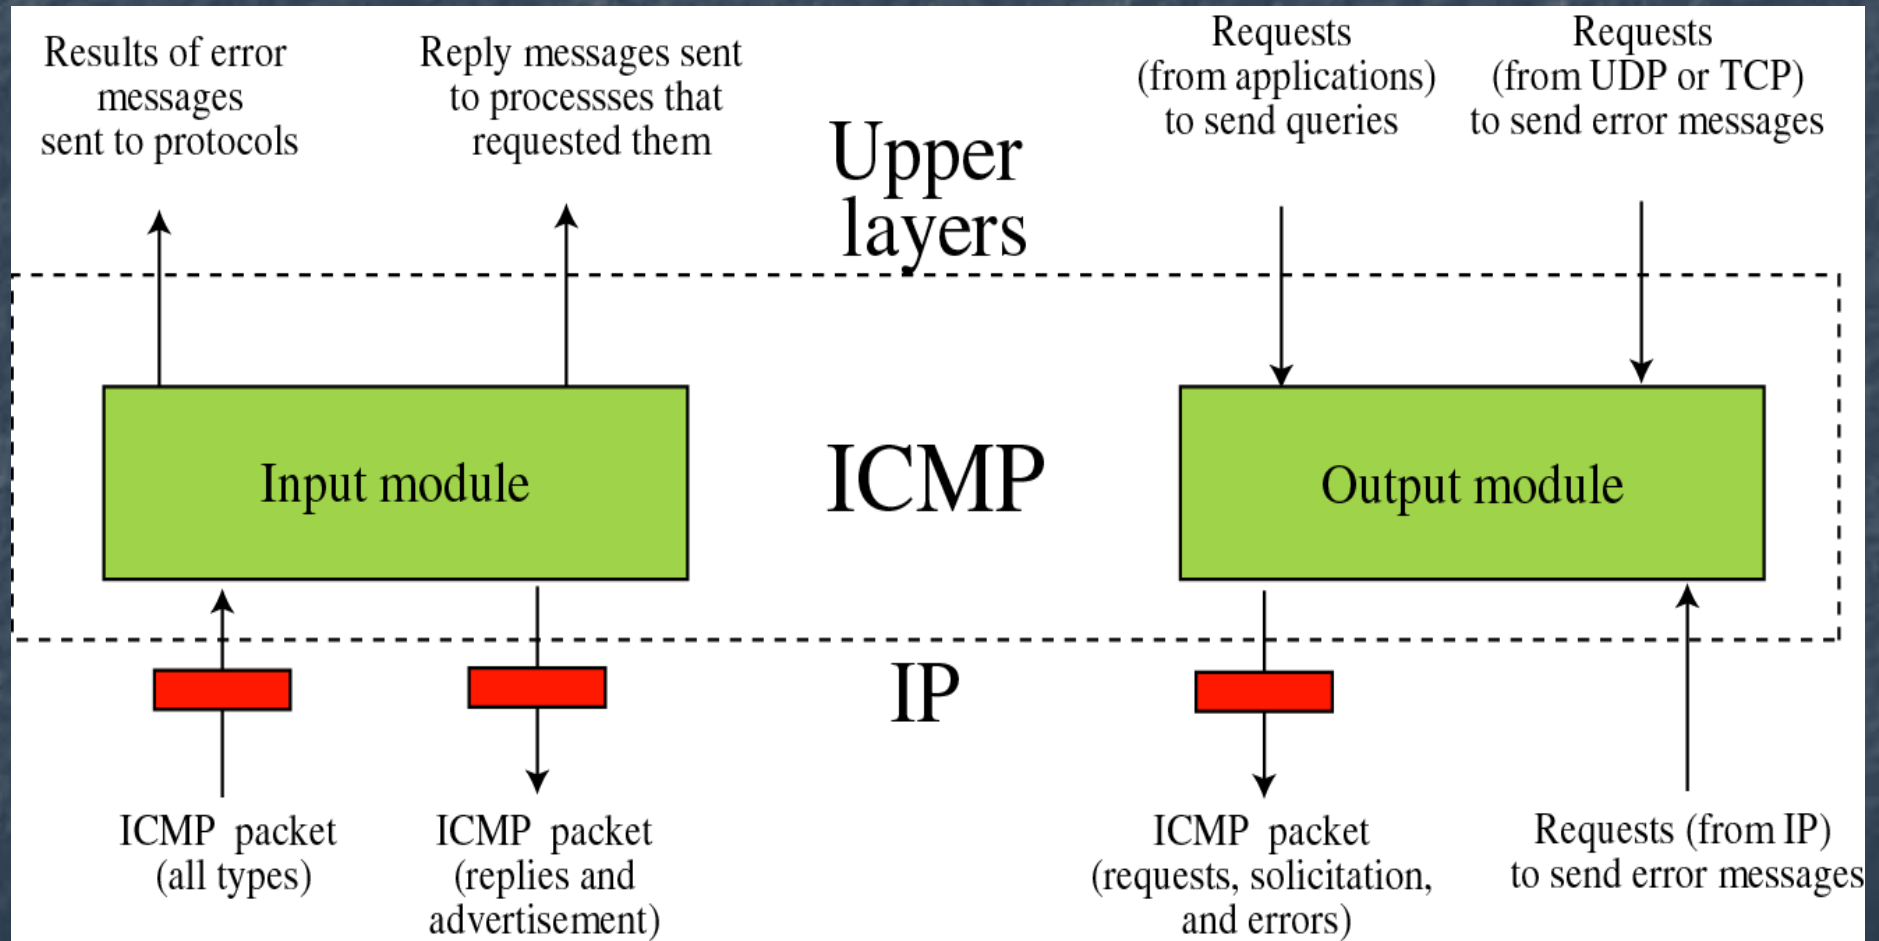 Results of error
messages
sent to protocols
Reply messages sent
to processses that
requested them
Upper
layers
Requests
(from applications)
to send queries
Requests
(from UDP or TCP)
to send error messages
Input module
ICMP
Output module
IP
ICMP packet
(all types)
ICMP packet
(replies and
advertisement)
ICMP packet
(requests, solicitation,
and errors)
Requests (from IP)
to send error messages